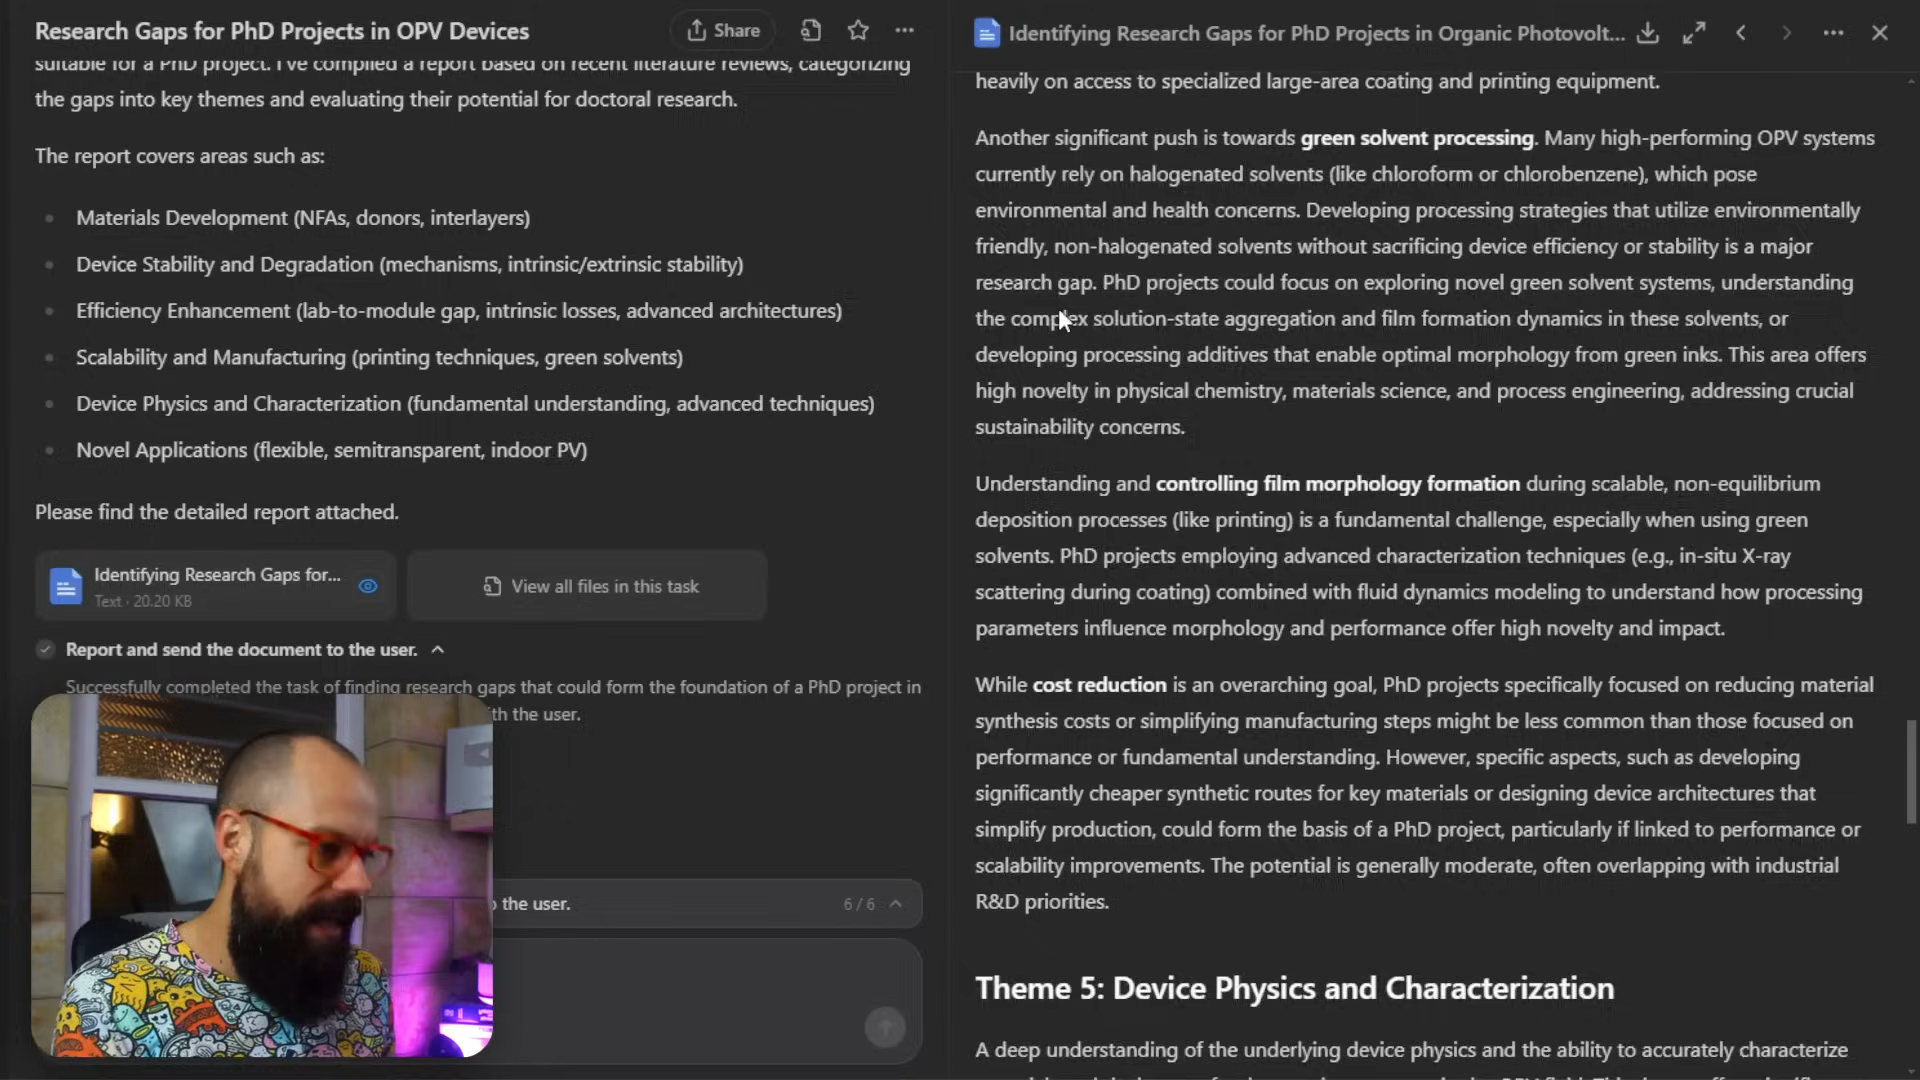 Research Gaps for PhD Projects in OPV Devices
Share
suitable for a PhD project. I've compiled a report based on recent literature reviews, categorizing
the gaps into key themes and evaluating their potential for doctoral research.
The report covers areas such as:
Materials Development (NFAs, donors, interlayers)
Device Stability and Degradation (mechanisms, intrinsic/extrinsic stability)
Efficiency Enhancement (lab-to-module gap, intrinsic losses, advanced architectures)
Scalability and Manufacturing (printing techniques, green solvents)
Device Physics and Characterization (fundamental understanding, advanced techniques)
Novel Applications (flexible, semitransparent, indoor PV)
Please find the detailed report attached.
Identifying Research Gaps for...
Text · 20.20 KB
View all files in this task
Report and send the document to the user.
Successfully completed the task of finding research gaps that could form the foundation of a PhD project in
th the user.
the user.
6 / 6
Identifying Research Gaps for PhD Projects in Organic Photovolt...
heavily on access to specialized large-area coating and printing equipment.
Another significant push is towards green solvent processing. Many high-performing OPV systems
currently rely on halogenated solvents (like chloroform or chlorobenzene), which pose
environmental and health concerns. Developing processing strategies that utilize environmentally
friendly, non-halogenated solvents without sacrificing device efficiency or stability is a major
research gap. PhD projects could focus on exploring novel green solvent systems, understanding
the complex solution-state aggregation and film formation dynamics in these solvents, or
developing processing additives that enable optimal morphology from green inks. This area offers
high novelty in physical chemistry, materials science, and process engineering, addressing crucial
sustainability concerns.
Understanding and controlling film morphology formation during scalable, non-equilibrium
deposition processes (like printing) is a fundamental challenge, especially when using green
solvents. PhD projects employing advanced characterization techniques (e.g., in-situ X-ray
scattering during coating) combined with fluid dynamics modeling to understand how processing
parameters influence morphology and performance offer high novelty and impact.
While cost reduction is an overarching goal, PhD projects specifically focused on reducing material
synthesis costs or simplifying manufacturing steps might be less common than those focused on
performance or fundamental understanding. However, specific aspects, such as developing
significantly cheaper synthetic routes for key materials or designing device architectures that
simplify production, could form the basis of a PhD project, particularly if linked to performance or
scalability improvements. The potential is generally moderate, often overlapping with industrial
R&D priorities.
Theme 5: Device Physics and Characterization
A deep understanding of the underlying device physics and the ability to accurately characterize